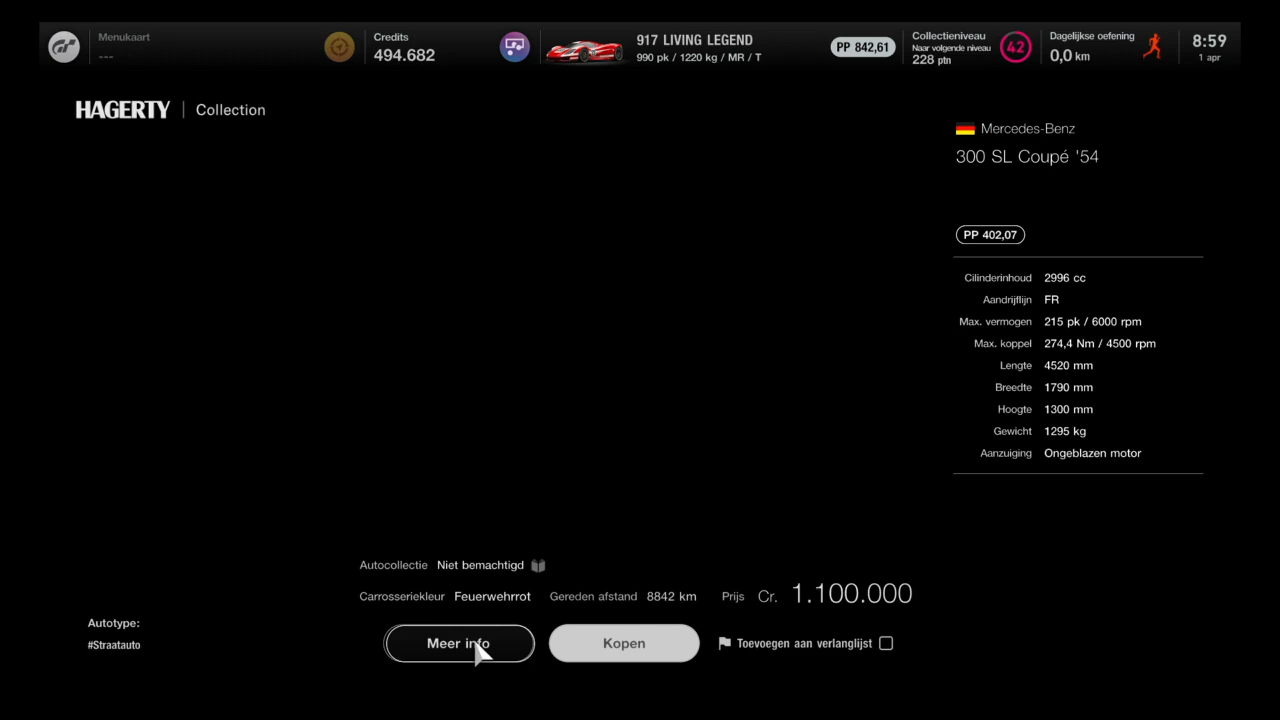 Menukaart
---
Credits
494.682
917 LIVING LEGEND
990 pk / 1220 kg / MR / T
PP 842,61
Collectieniveau
Naar volgende niveau
228 ptn
42
Dagelijkse oefening
0,0 km
8:59
1 apr
HAGERTY | Collection
Mercedes-Benz
300 SL Coupé '54
PP 402,07
Cilinderinhoud 2996 cc
Aandrijflijn FR
Max. vermogen 215 pk / 6000 rpm
Max. koppel 274,4 Nm / 4500 rpm
Lengte 4520 mm
Breedte 1790 mm
Hoogte 1300 mm
Gewicht 1295 kg
Aanzuiging Ongeblazen motor
Autocollectie Niet bemachtigd
Carrosseriekleur Feuerwehrrot Gereden afstand 8842 km Prijs Cr. 1.100.000
Autotype:
#Straatauto
Meer info
Kopen
Toevoegen aan verlanglijst